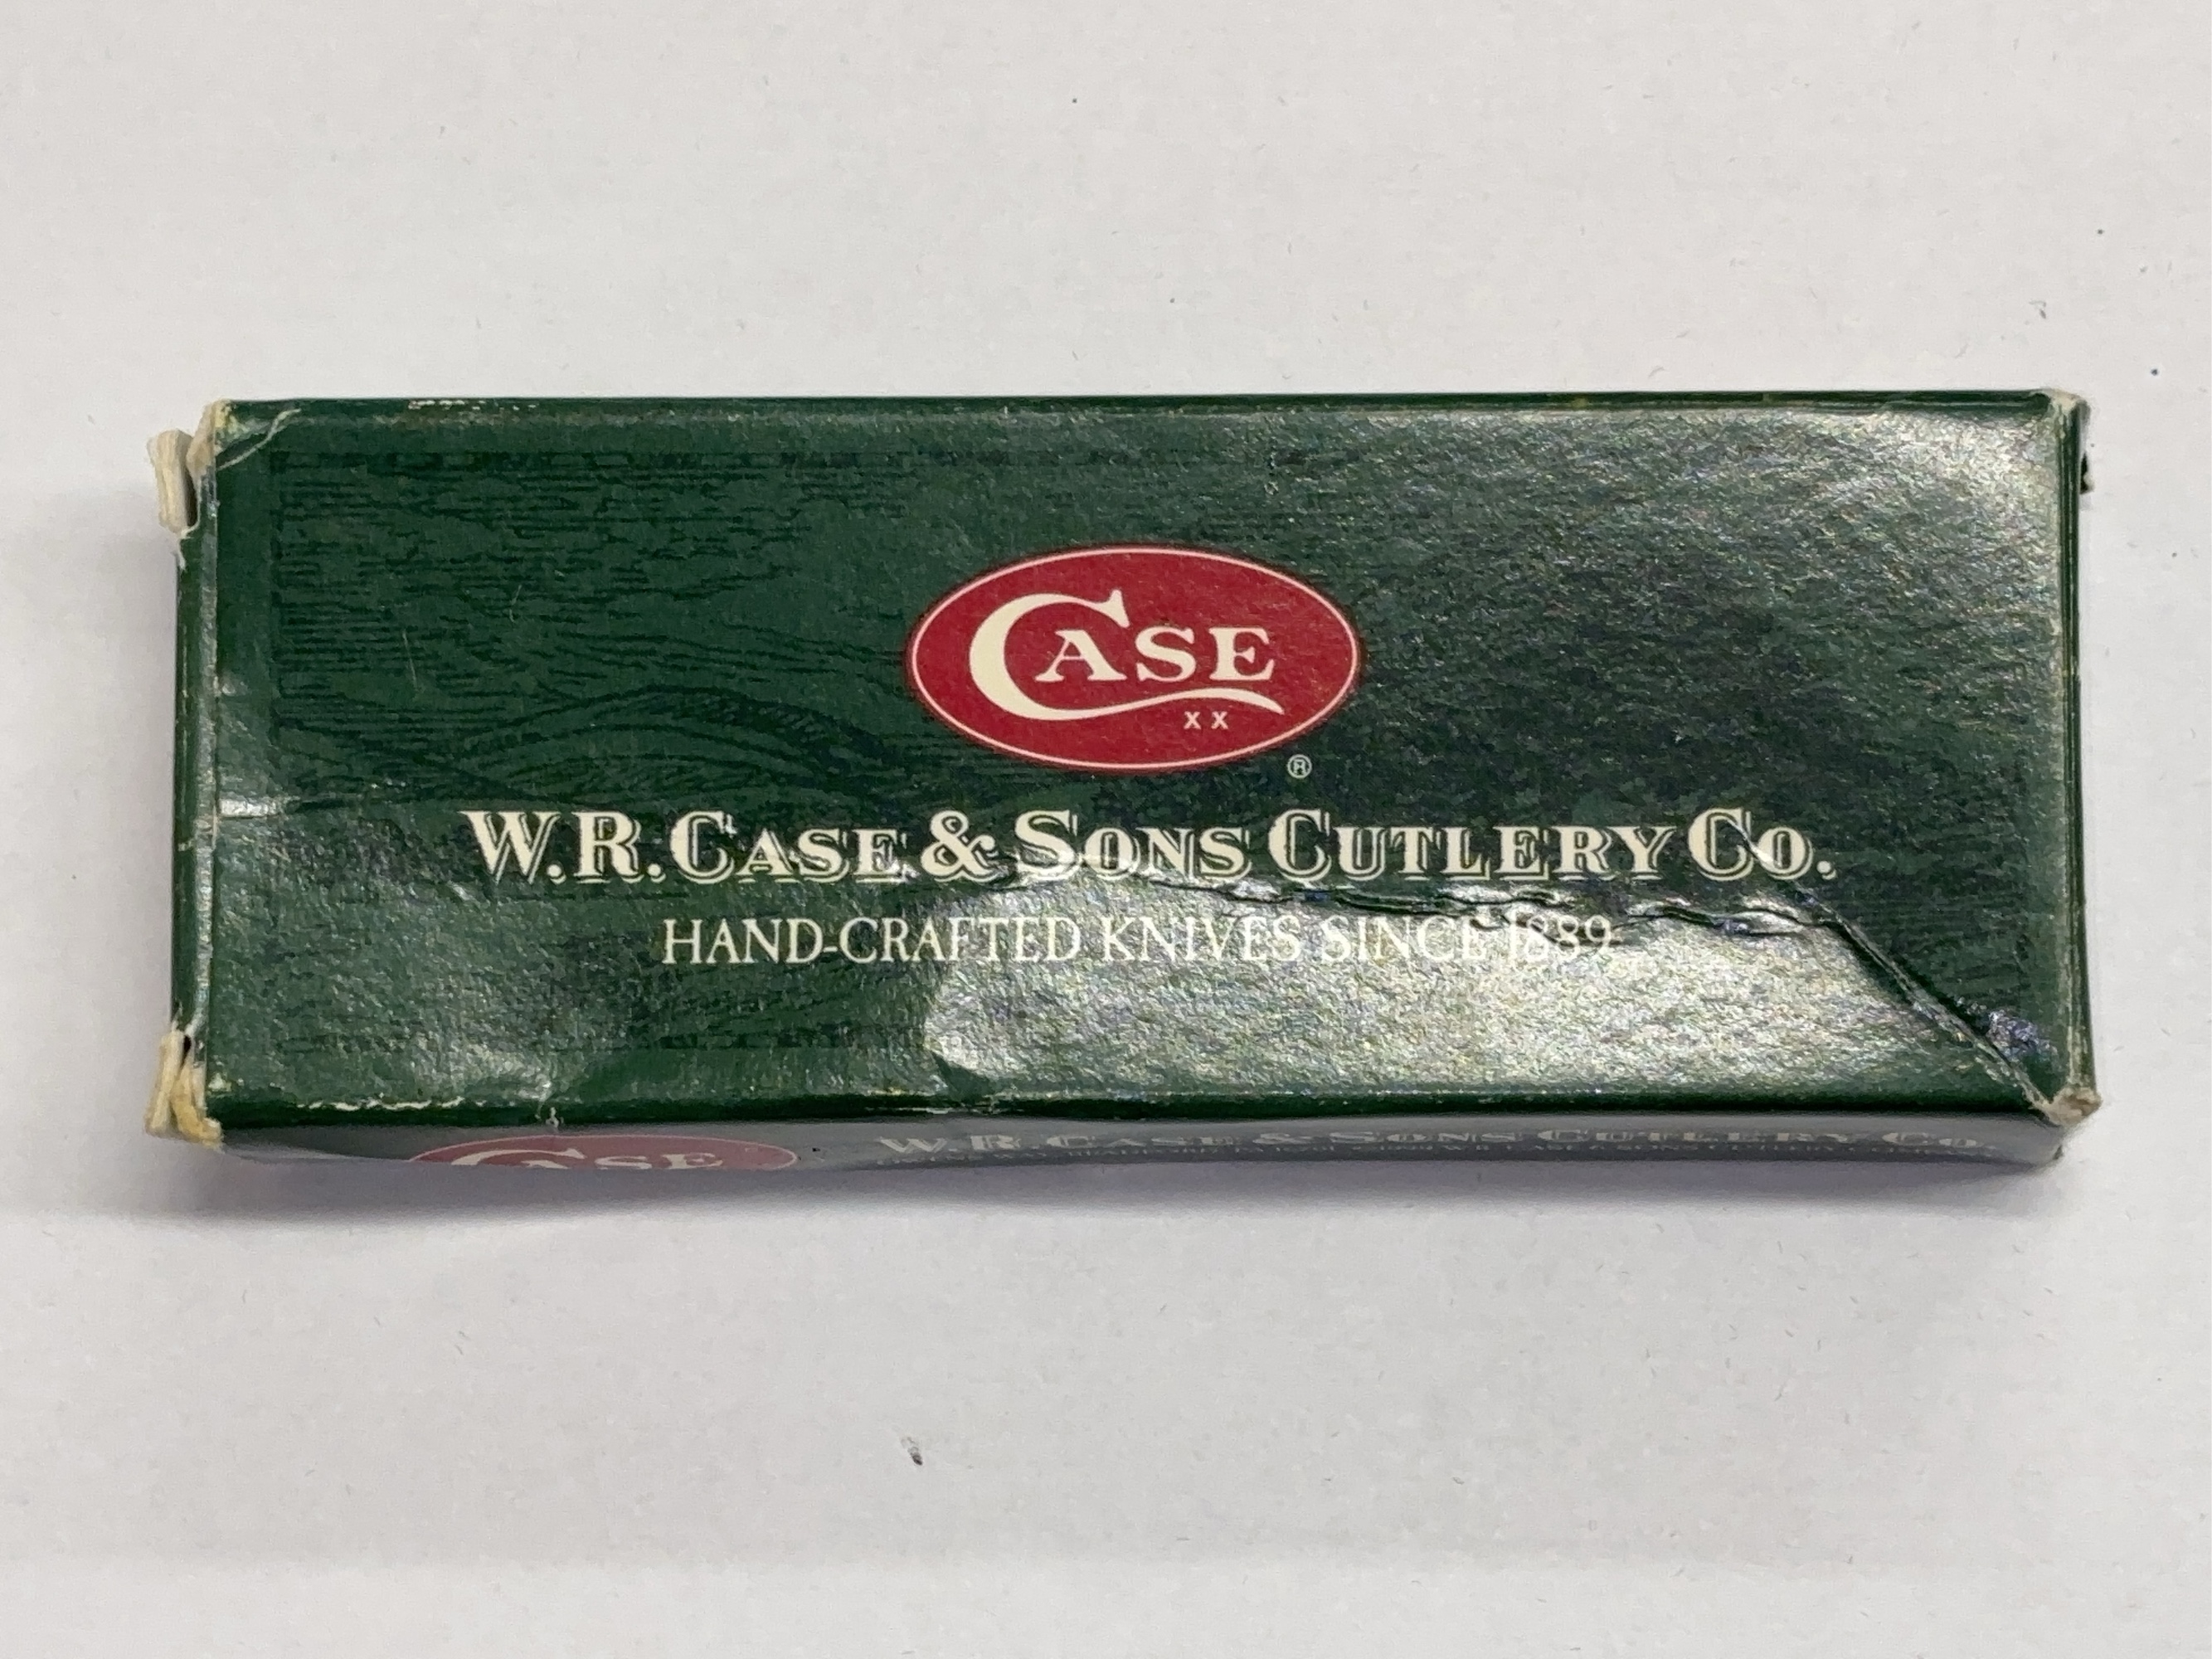 CASE
XX
®
W.R. CASE & SONS CUTLERY CO.
HAND-CRAFTED KNIVES SINCE 1889
CASE
W.R. CASE & SONS CUTLERY CO.